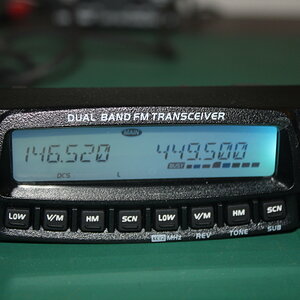 DUAL BAND FM TRANSCEIVER
MAIN
146.520 449.500
BUSY
DCS L
LOW V/M HM SCN LOW V/M HM SCN
VFO MHz REV TONE SUB